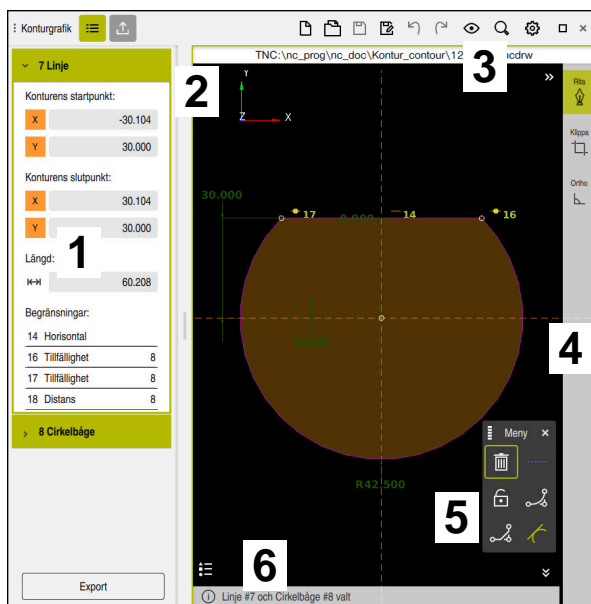 Konturgrafik
TNC:\nc_prog\nc_doc\Kontur_contour\12 ncdrw
7 Linje
Konturens startpunkt:
X -30.104
Y 30.000
Konturens slutpunkt:
X 30.104
Y 30.000
Längd:
60.208
Begränsningar:
14 Horisontal
16 Tillfällighet 8
17 Tillfällighet 8
18 Distans 8
8 Cirkelbåge
Export
1
2
3
4
5
6
Y
Z X
30.000
17
0.000
14
16
R42.500
Rita
Klippa
Ortho
Meny
Linje #7 och Cirkelbåge #8 valt